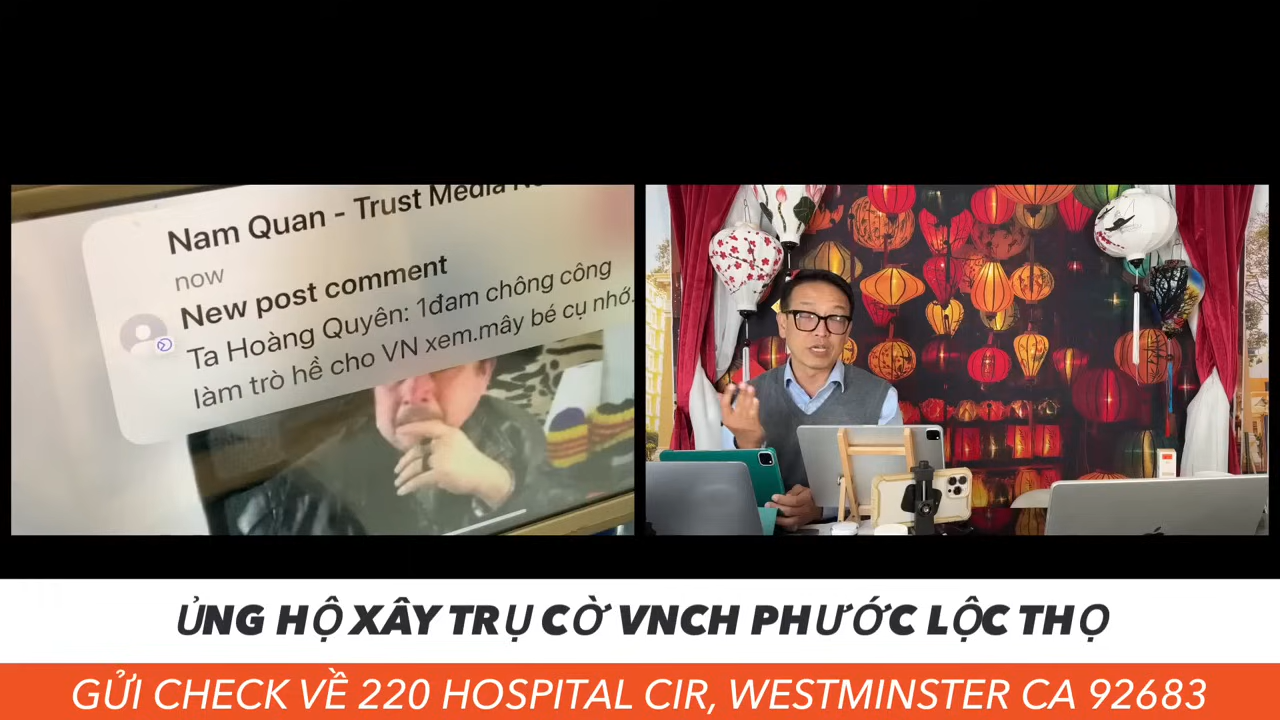 Nam Quan - Trust Media
now
New post comment
Ta Hoàng Quyên: 1đam chông công
làm trò hề cho VN xem.mây bé cụ nhớ.
ỦNG HỘ XÂY TRỤ CỜ VNCH PHƯỚC LỘC THỌ
GỬI CHECK VỀ 220 HOSPITAL CIR, WESTMINSTER CA 92683